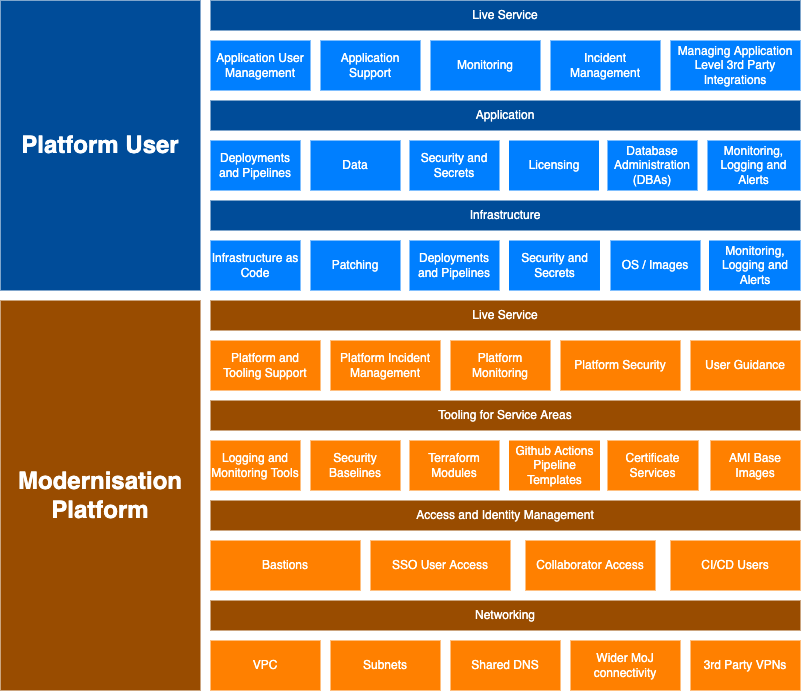 Platform User
Live Service
Application User
Management
Application
Support
Monitoring
Incident
Management
Managing Application
Level 3rd Party
Integrations
Application
Deployments
and Pipelines
Data
Security and
Secrets
Licensing
Database
Administration
(DBAs)
Monitoring,
Logging and
Alerts
Infrastructure
Infrastructure as
Code
Patching
Deployments
and Pipelines
Security and
Secrets
OS / Images
Monitoring,
Logging and
Alerts
Modernisation
Platform
Live Service
Platform and
Tooling Support
Platform Incident
Management
Platform
Monitoring
Platform Security
User Guidance
Tooling for Service Areas
Logging and
Monitoring Tools
Security
Baselines
Terraform
Modules
Github Actions
Pipeline
Templates
Certificate
Services
AMI Base
Images
Access and Identity Management
Bastions
SSO User Access
Collaborator Access
CI/CD Users
Networking
VPC
Subnets
Shared DNS
Wider MoJ
connectivity
3rd Party VPNs